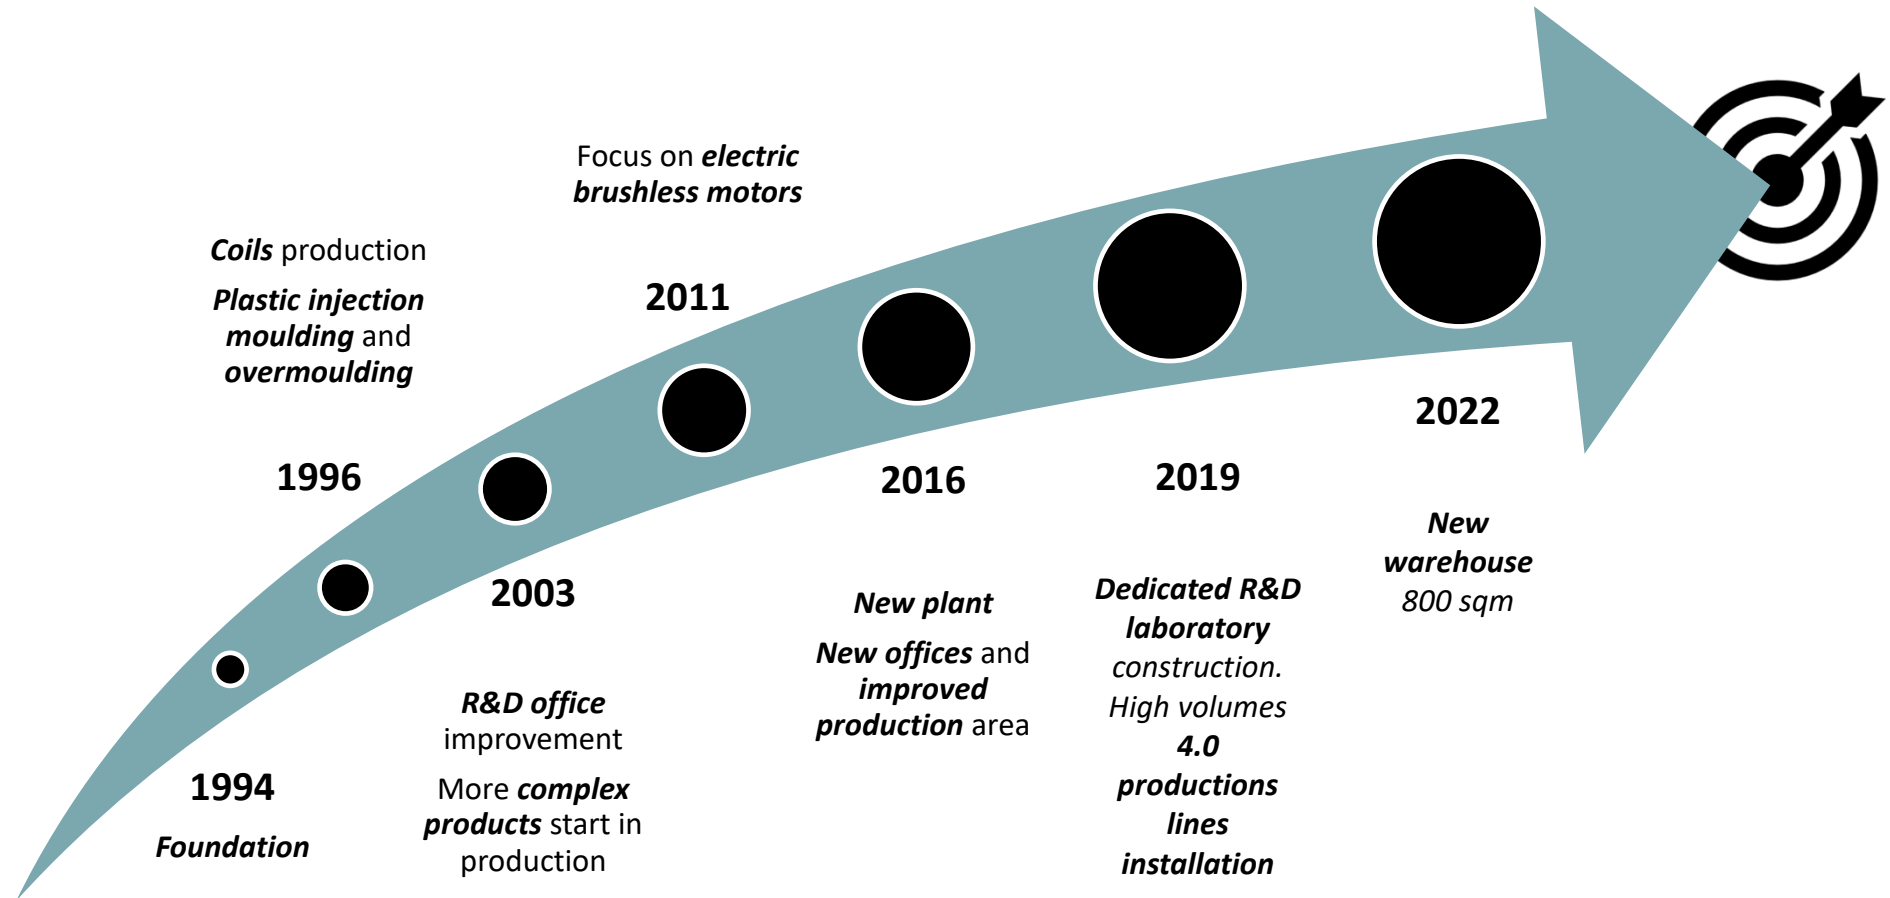 1994
Foundation
Coils production
Plastic injection
moulding and
overmoulding
1996
2003
R&D office
improvement
More complex
products start in
production
Focus on electric
brushless motors
2011
2016
New plant
New offices and
improved
production area
2019
Dedicated R&D
laboratory
construction.
High volumes
4.0
productions
lines
installation
2022
New
warehouse
800 sqm